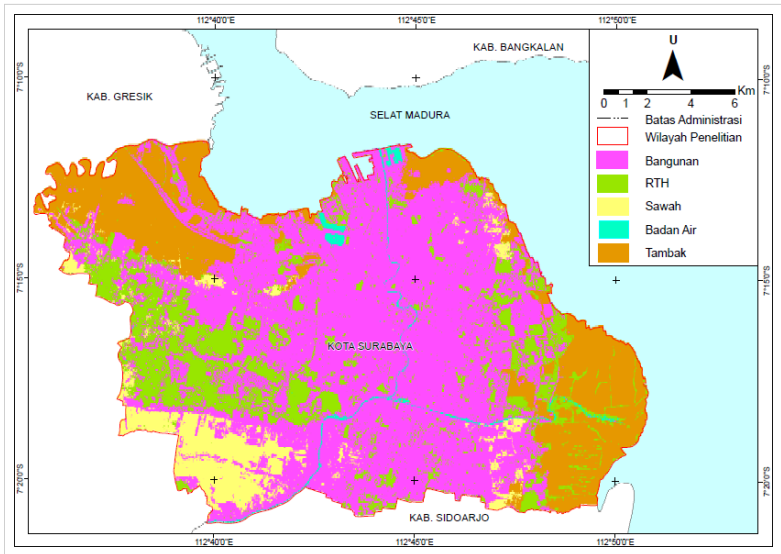 112°40'0"E 112°45'0"E 112°50'0"E
KAB. BANGKALAN
U
7°10'0"S 7°10'0"S
KAB. GRESIK
Km
0 1 2 4 6
SELAT MADURA
Batas Administrasi
Wilayah Penelitian
Bangunan
RTH
Sawah
Badan Air
Tambak
7°15'0"S 7°15'0"S
KOTA SURABAYA
7°20'0"S 7°20'0"S
KAB. SIDOARJO
112°40'0"E 112°45'0"E 112°50'0"E